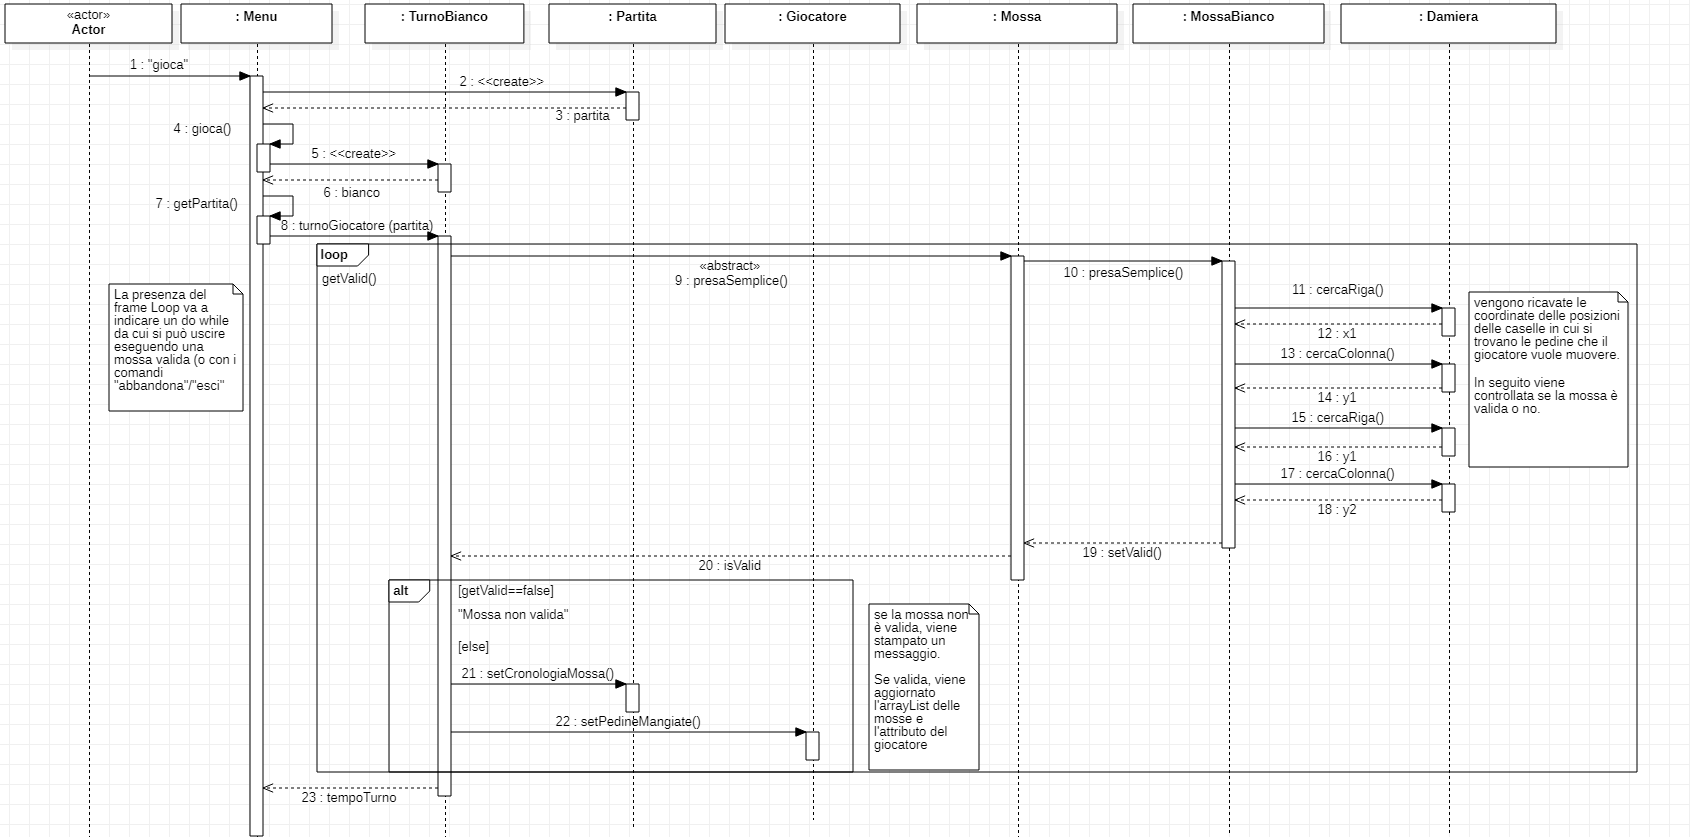 «actor»
Actor
: Menu
: TurnoBianco
: Partita
: Giocatore
: Mossa
: MossaBianco
: Damiera
1 : "gioca"
2 : <<create>>
3 : partita
4 : gioca()
5 : <<create>>
6 : bianco
7 : getPartita()
8 : turnoGiocatore (partita)
loop
getValid()
«abstract»
9 : presaSemplice()
10 : presaSemplice()
11 : cercaRiga()
12 : x1
13 : cercaColonna()
14 : y1
15 : cercaRiga()
16 : y1
17 : cercaColonna()
18 : y2
La presenza del
frame Loop va a
indicare un do while
da cui si può uscire
eseguendo una
mossa valida (o con i
comandi
"abbandona"/"esci"
vengono ricavate le
coordinate delle posizioni
delle caselle in cui si
trovano le pedine che il
giocatore vuole muovere.
In seguito viene
controllata se la mossa è
valida o no.
19 : setValid()
20 : isValid
alt
[getValid==false]
"Mossa non valida"
[else]
21 : setCronologiaMossa()
22 : setPedineMangiate()
se la mossa non
è valida, viene
stampato un
messaggio.
Se valida, viene
aggiornato
l'arrayList delle
mosse e
l'attributo del
giocatore
23 : tempoTurno